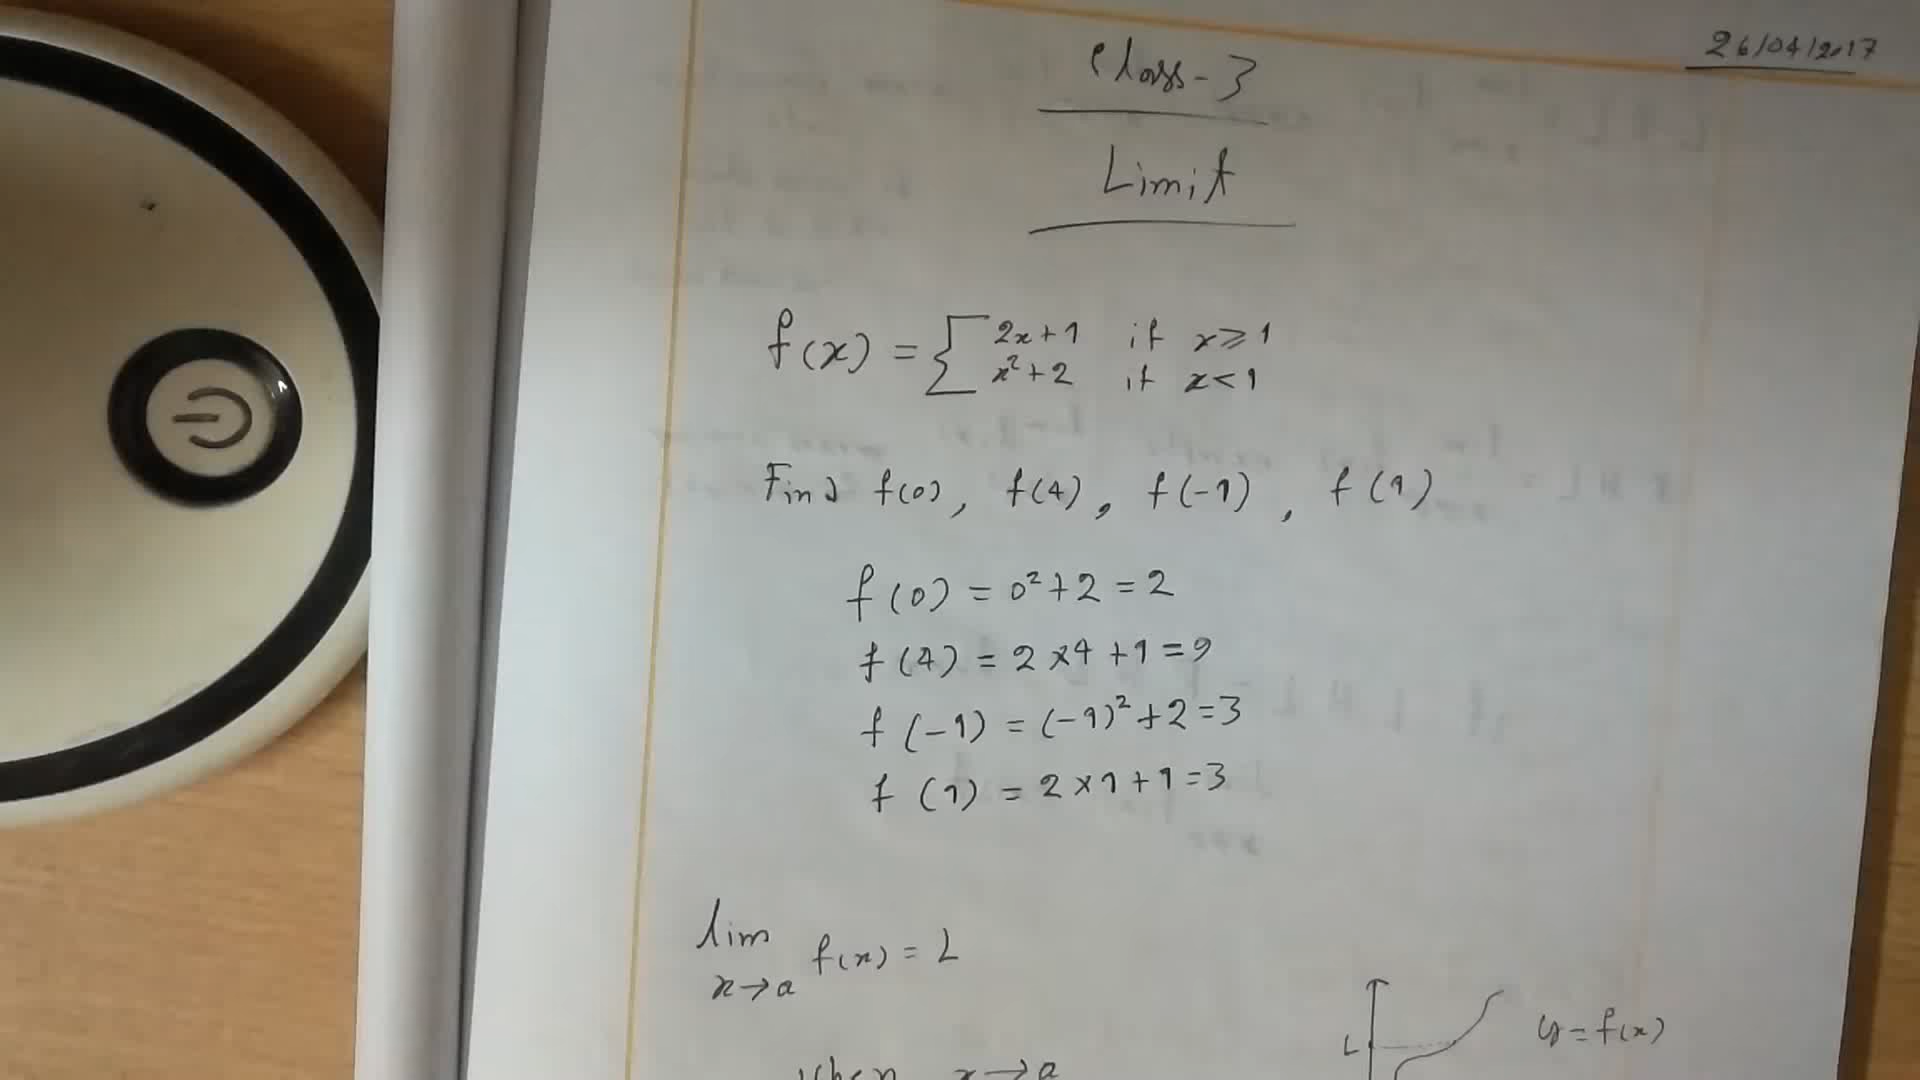 26/04/2017
Class-3
Limit
f(x) = { 2x+1 if x≥1
x²+2 if x<1
Find f(0), f(4), f(-1), f(1)
f(0) = 0²+2 = 2
f(4) = 2×4+1=9
f(-1) = (-1)²+2=3
f(1) = 2×1+1=3
lim f(x) = L
x→a
L y=f(x)
when x→a